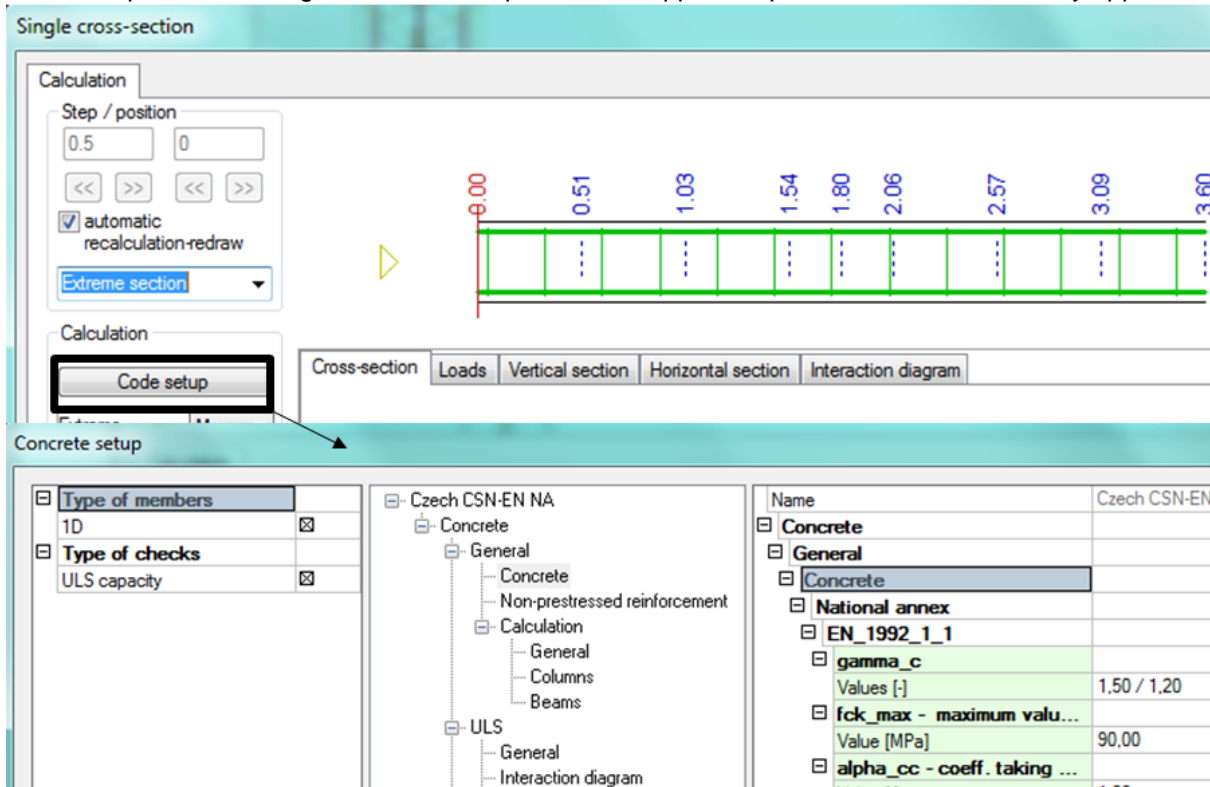 Single cross-section
Calculation
Step / position
0.5 0
<< >> << >>
automatic
recalculation-redraw
Extreme section
0.00 0.51 1.03 1.54 1.80 2.06 2.57 3.09 3.60
Calculation
Code setup
Cross-section Loads Vertical section Horizontal section Interaction diagram
Concrete setup
Type of members
1D
Type of checks
ULS capacity
Czech CSN-EN NA
Concrete
General
Concrete
Non-prestressed reinforcement
Calculation
General
Columns
Beams
ULS
General
Interaction diagram
Name Czech CSN-EN
Concrete
General
Concrete
National annex
EN_1992_1_1
gamma_c
Values [-] 1,50 / 1,20
fck_max - maximum valu...
Value [MPa] 90,00
alpha_cc - coeff. taking ...